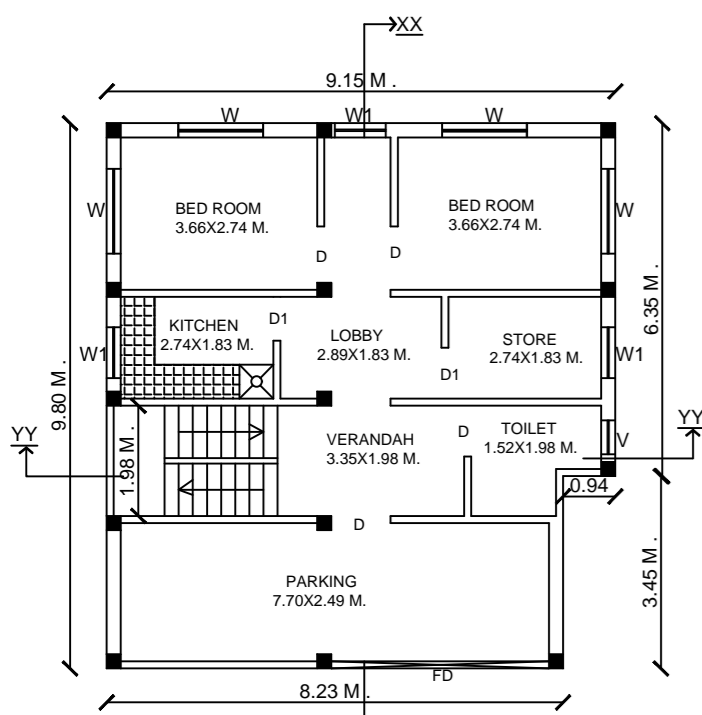 XX
9.15 M .
W
W1
W
W
BED ROOM
3.66X2.74 M.
BED ROOM
3.66X2.74 M.
W
D
D
6.35 M .
KITCHEN
2.74X1.83 M.
D1
LOBBY
2.89X1.83 M.
STORE
2.74X1.83 M.
W1
W1
D1
9.80 M .
YY
1.98 M .
VERANDAH
3.35X1.98 M.
D
TOILET
1.52X1.98 M.
V
YY
0.94
D
PARKING
7.70X2.49 M.
3.45 M .
FD
8.23 M .